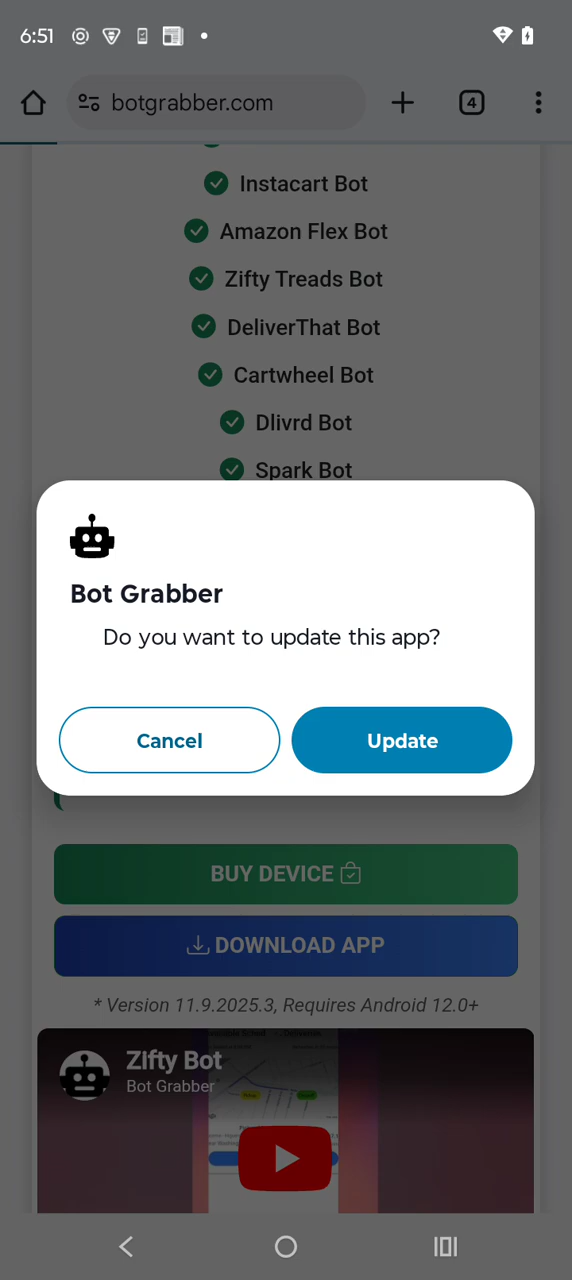 6:51
botgrabber.com
4
Instacart Bot
Amazon Flex Bot
Zifty Treads Bot
DeliverThat Bot
Cartwheel Bot
Dlivrd Bot
Spark Bot
Bot Grabber
Do you want to update this app?
Cancel
Update
BUY DEVICE
DOWNLOAD APP
* Version 11.9.2025.3, Requires Android 12.0+
ZIfty Bot
Bot Grabber